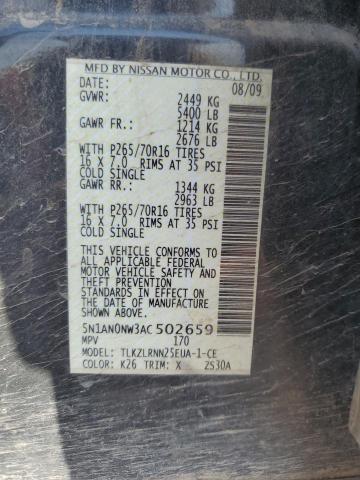 MFD BY NISSAN MOTOR CO., LTD.
DATE: 08/09
GVWR: 2449 KG
5400 LB
GAWR FR.: 1214 KG
2676 LB
WITH P265/70R16 TIRES
16 X 7.0 RIMS AT 35 PSI
COLD SINGLE
GAWR RR.: 1344 KG
2963 LB
WITH P265/70R16 TIRES
16 X 7.0 RIMS AT 35 PSI
COLD SINGLE
THIS VEHICLE CONFORMS TO
ALL APPLICABLE FEDERAL
MOTOR VEHICLE SAFETY AND
THEFT PREVENTION
STANDARDS IN EFFECT ON
THE DATE OF MANUFACTURE
SHOWN ABOVE.
5N1AN0NW3AC502659
MPV 170
MODEL: TLKZLRNN25EUA-1-CE
COLOR: K26 TRIM: X ZS30A